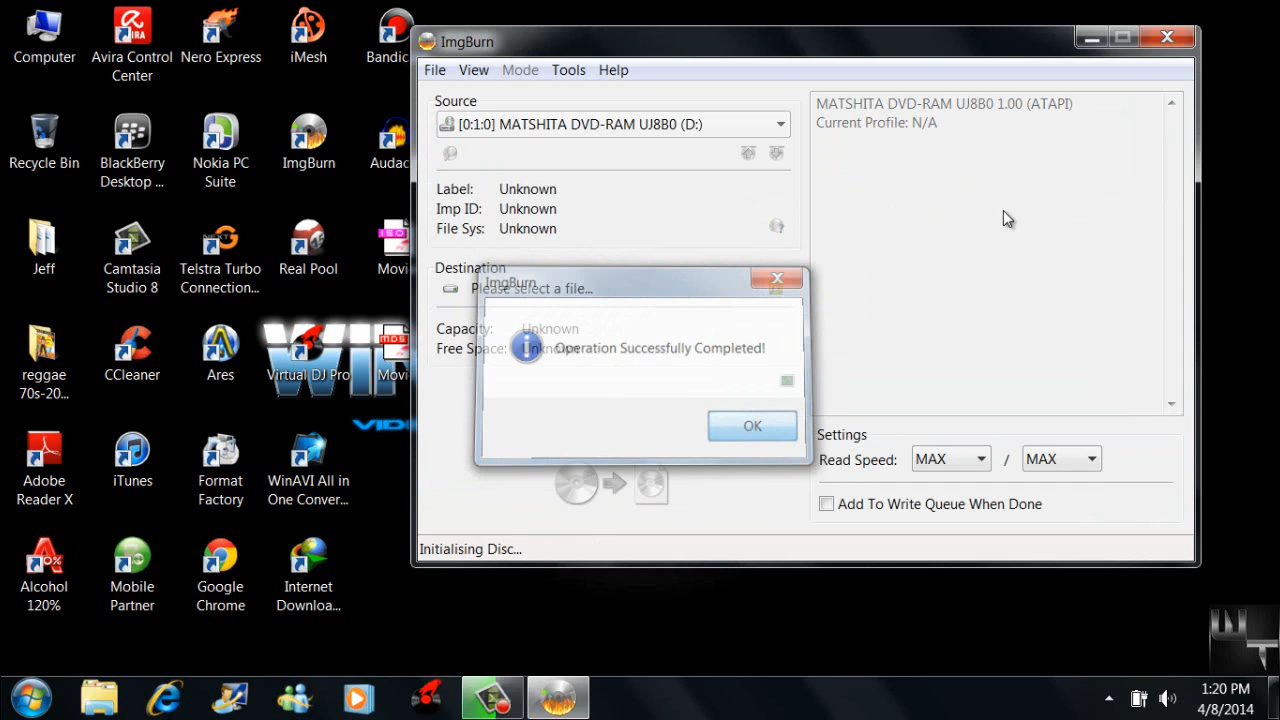 Computer
Avira Control
Center
Nero Express
iMesh
Bandic
Recycle Bin
BlackBerry
Desktop ...
Nokia PC
Suite
ImgBurn
Audac
Jeff
Camtasia
Studio 8
Telstra Turbo
Connection...
Real Pool
ISO
Movi
reggae
70s-20...
CCleaner
Ares
Virtual DJ Pro
MDS
Movi
Adobe
Reader X
iTunes
Format
Factory
WinAVI All in
One Conver...
Alcohol
120%
Mobile
Partner
Google
Chrome
Internet
Downloa...
WIN
VID
ImgBurn
File View Mode Tools Help
Source
[0:1:0] MATSHITA DVD-RAM UJ8B0 (D:)
Label: Unknown
Imp ID: Unknown
File Sys: Unknown
Destination
Please select a file...
Capacity: Unknown
Free Space: Unknown
ImgBurn
Operation Successfully Completed!
OK
MATSHITA DVD-RAM UJ8B0 1.00 (ATAPI)
Current Profile: N/A
Settings
Read Speed: MAX / MAX
Add To Write Queue When Done
Initialising Disc...
1:20 PM
4/8/2014